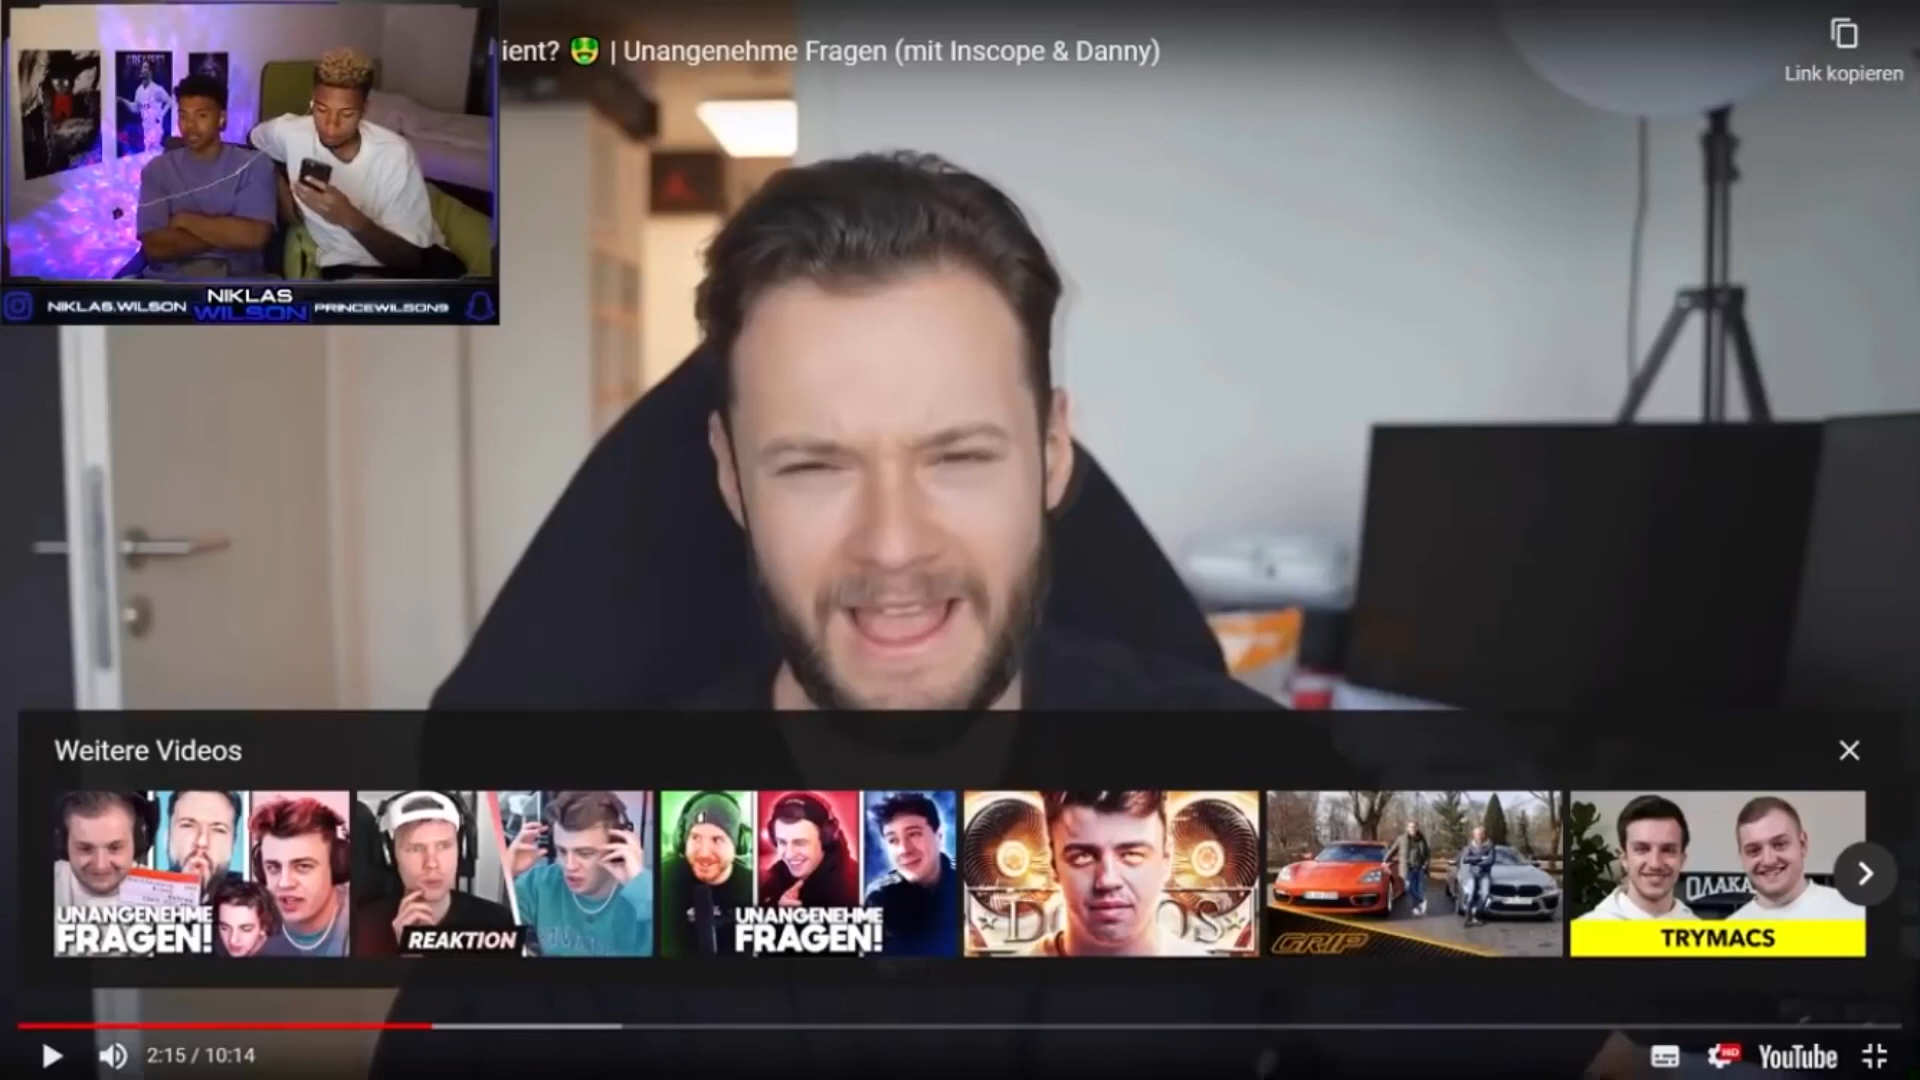 ient? 🤑 | Unangenehme Fragen (mit Inscope & Danny)
Link kopieren
NIKLAS.WILSON
NIKLAS
WILSON
PRINCEWILSON9
Weitere Videos
UNANGENEHME
FRAGEN!
REAKTION
UNANGENEHME
FRAGEN!
GRIP
TRYMACS
2:15 / 10:14
HD
YouTube